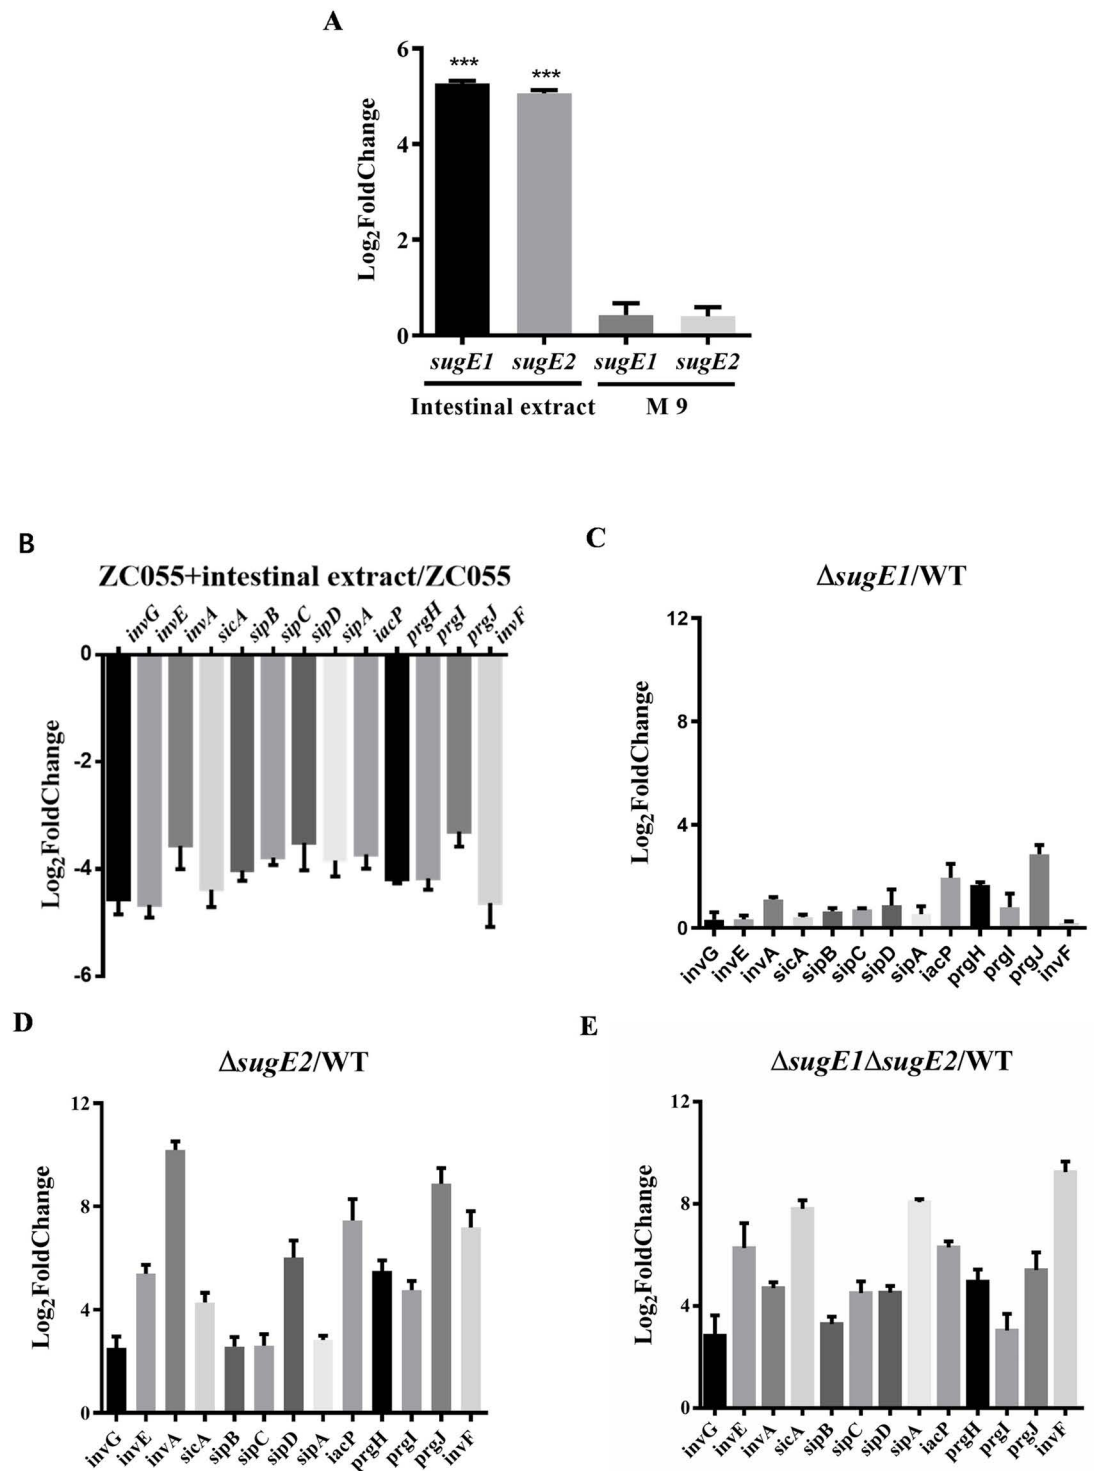 A
6
4
2
0
Log2FoldChange
***
***
sugE1 sugE2 sugE1 sugE2
Intestinal extract M 9
B
ZC055+intestinal extract/ZC055
invG invE invA sicA sipB sipC sipD sipA iacP prgH prgI prgJ invF
0
-2
-4
-6
Log2FoldChange
C
ΔsugE1/WT
12
8
4
0
Log2FoldChange
invG invE invA sicA sipB sipC sipD sipA iacP prgH prgI prgJ invF
D
ΔsugE2/WT
12
8
4
0
Log2FoldChange
invG invE invA sicA sipB sipC sipD sipA iacP prgH prgI prgJ invF
E
ΔsugE1ΔsugE2/WT
12
8
4
0
Log2FoldChange
invG invE invA sicA sipB sipC sipD sipA iacP prgH prgI prgJ invF